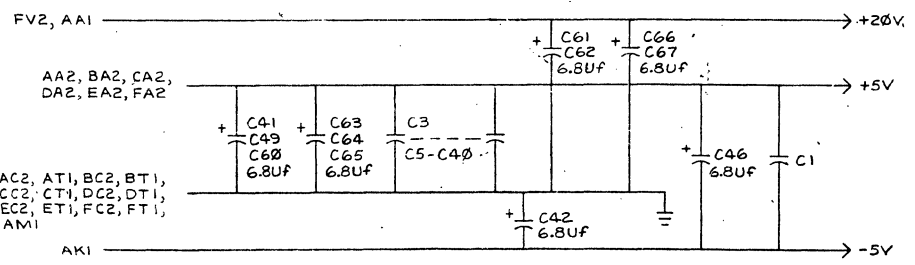 FV2, AA1
+20V
C61
C62
6.8Uf
C66
C67
6.8Uf
AA2, BA2, CA2,
DA2, EA2, FA2
+5V
C41
C49
C60
6.8Uf
C63
C64
C65
6.8Uf
C3
C5-C40
C46
6.8Uf
C1
AC2, AT1, BC2, BT1,
CC2, CT1, DC2, DT1,
EC2, ET1, FC2, FT1,
AM1
C42
6.8Uf
AK1
-5V